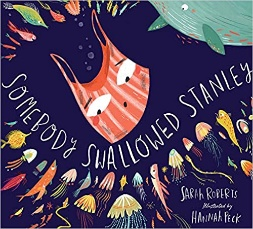 SOMEBODY SWALLOWED STANLEY
SARAH ROBERTS
Illustrated by
HANNAH PECK